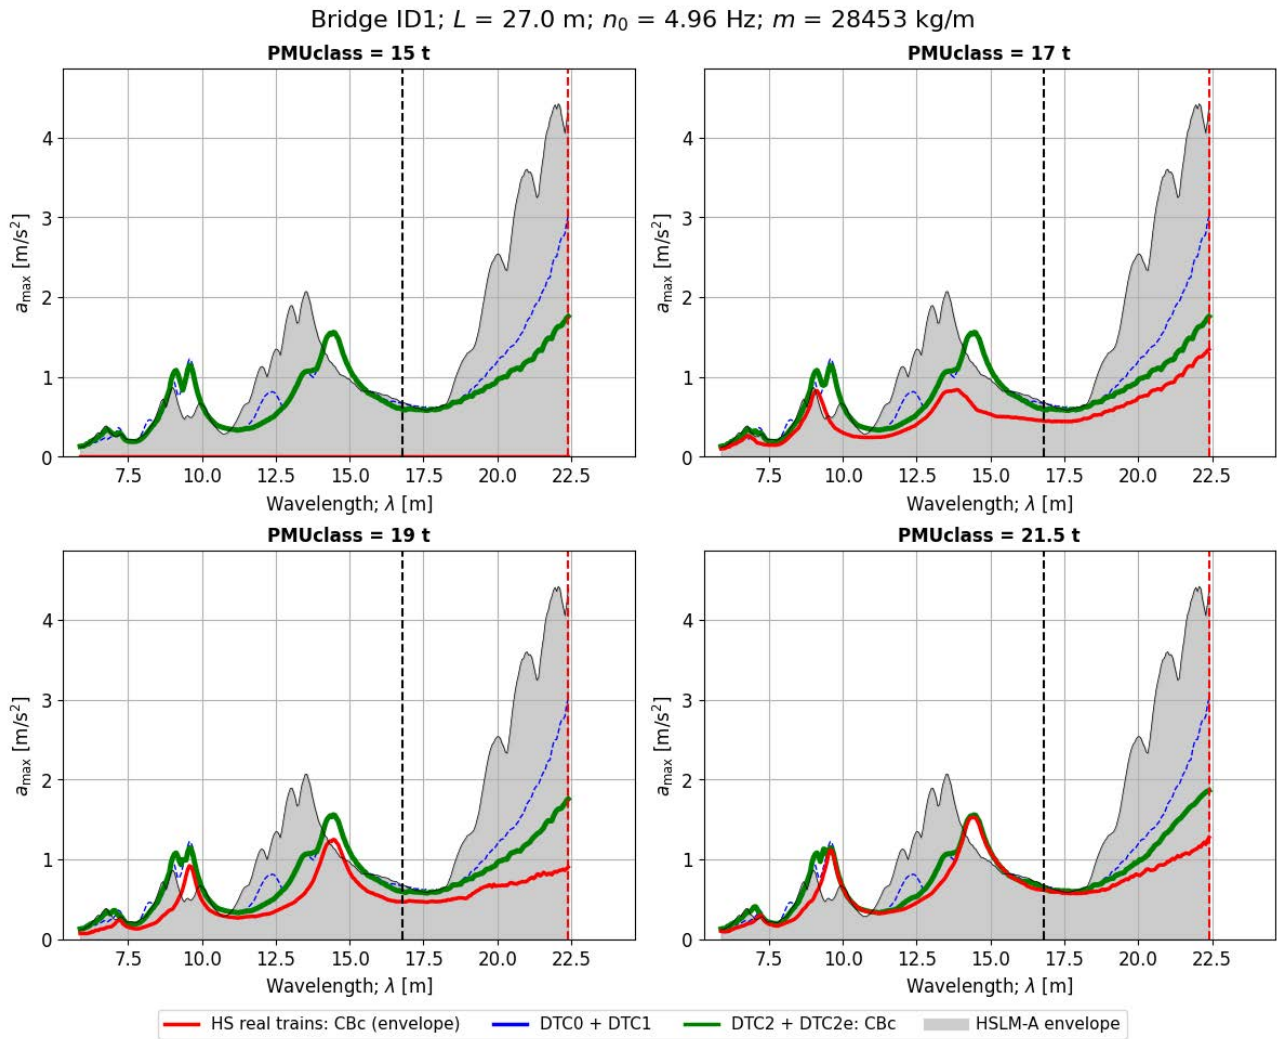 Bridge ID1; L = 27.0 m; n₀ = 4.96 Hz; m = 28453 kg/m
PMUclass = 15 t
a_max [m/s²]
4
3
2
1
0
7.5 10.0 12.5 15.0 17.5 20.0 22.5
Wavelength; λ [m]
PMUclass = 17 t
a_max [m/s²]
4
3
2
1
0
7.5 10.0 12.5 15.0 17.5 20.0 22.5
Wavelength; λ [m]
PMUclass = 19 t
a_max [m/s²]
4
3
2
1
0
7.5 10.0 12.5 15.0 17.5 20.0 22.5
Wavelength; λ [m]
PMUclass = 21.5 t
a_max [m/s²]
4
3
2
1
0
7.5 10.0 12.5 15.0 17.5 20.0 22.5
Wavelength; λ [m]
HS real trains: CBc (envelope) DTC0 + DTC1 DTC2 + DTC2e: CBc HSLM-A envelope